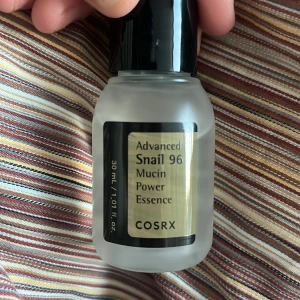 Advanced
Snail 96
Mucin
Power
Essence
COSRX
30 mL / 1.01 fl. oz.